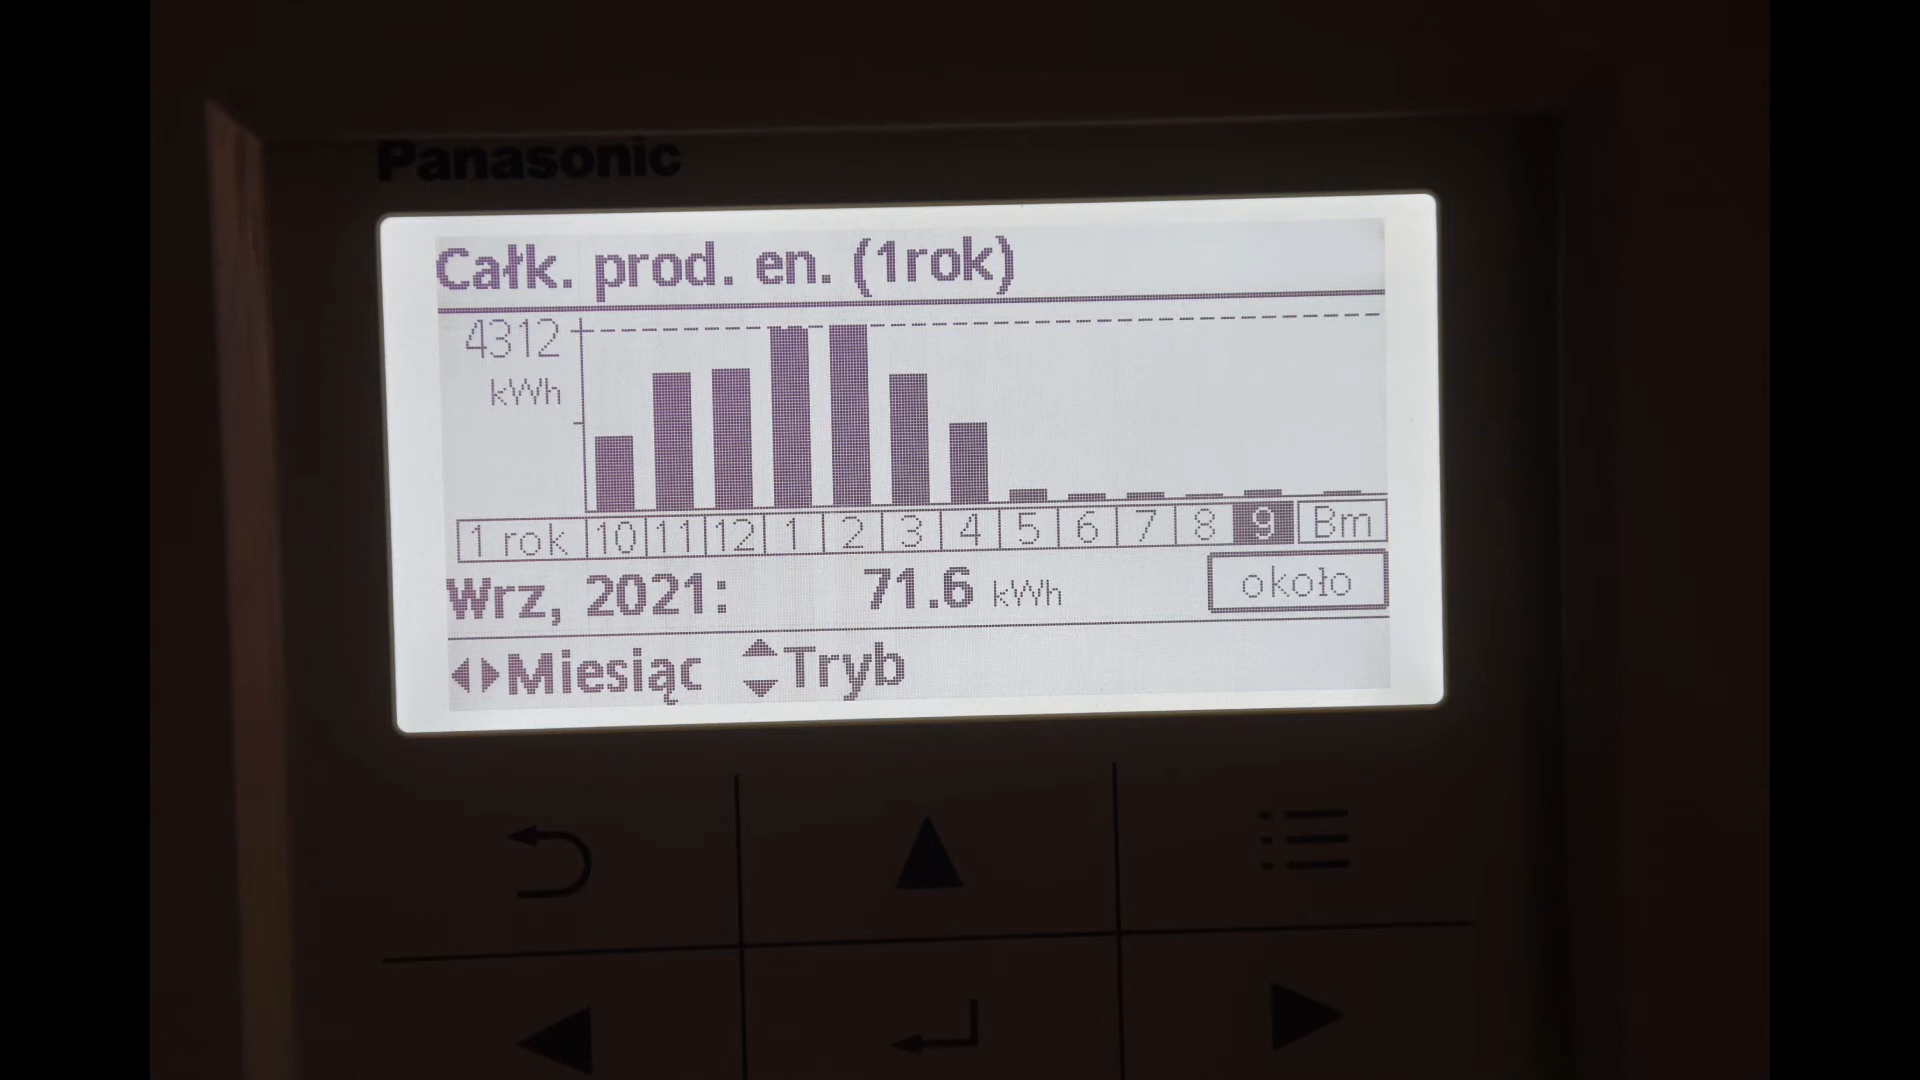 Panasonic
Całk. prod. en. (1rok)
4312
kWh
1 rok 10 11 12 1 2 3 4 5 6 7 8 9 Bm
Wrz, 2021: 71.6 kWh około
Miesiąc Tryb